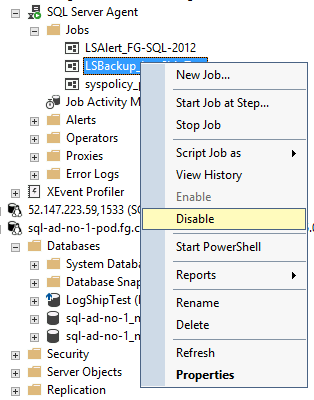 SQL Server Agent
Jobs
LSAlert_FG-SQL-2012
LSBackup_
syspolicy_
Job Activity M
Alerts
Operators
Proxies
Error Logs
XEvent Profiler
52.147.223.59,1533 (SQ
sql-ad-no-1-pod.fg.c
Databases
System Databa
Database Snap
LogShipTest (
sql-ad-no-1_n
sql-ad-no-1_n
Security
Server Objects
Replication
New Job...
Start Job at Step...
Stop Job
Script Job as
View History
Enable
Disable
Start PowerShell
Reports
Rename
Delete
Refresh
Properties